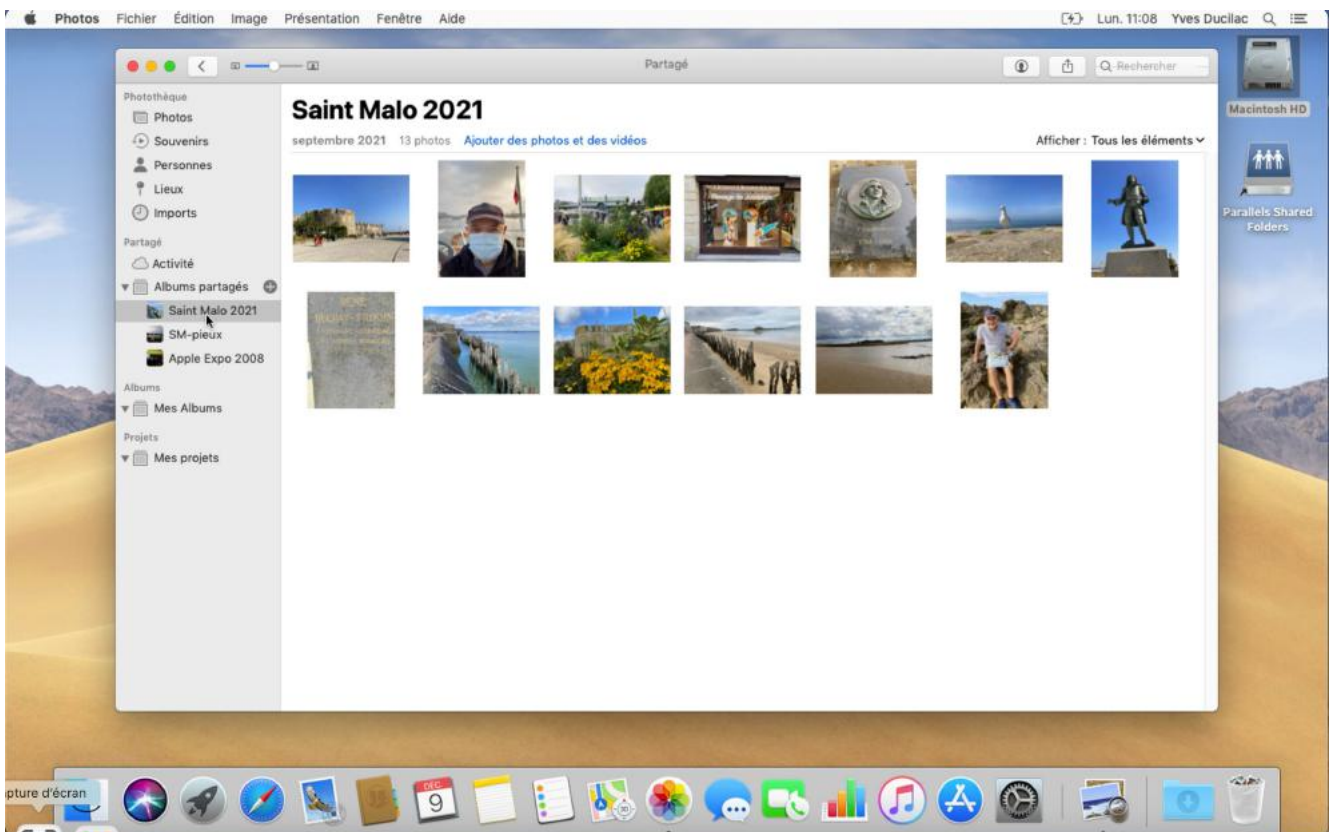 Photos Fichier Édition Image Présentation Fenêtre Aide Lun. 11:08 Yves Ducilac
Partagé
Rechercher
Macintosh HD
Parallels Shared
Folders
Photothèque
Photos
Souvenirs
Personnes
Lieux
Imports
Partagé
Activité
Albums partagés
Saint Malo 2021
SM-pieux
Apple Expo 2008
Albums
Mes Albums
Projets
Mes projets
Saint Malo 2021
septembre 2021 13 photos Ajouter des photos et des vidéos Afficher : Tous les éléments
RENÉ
DUGUAY-TROUIN
pture d'écran
DÉC.
9